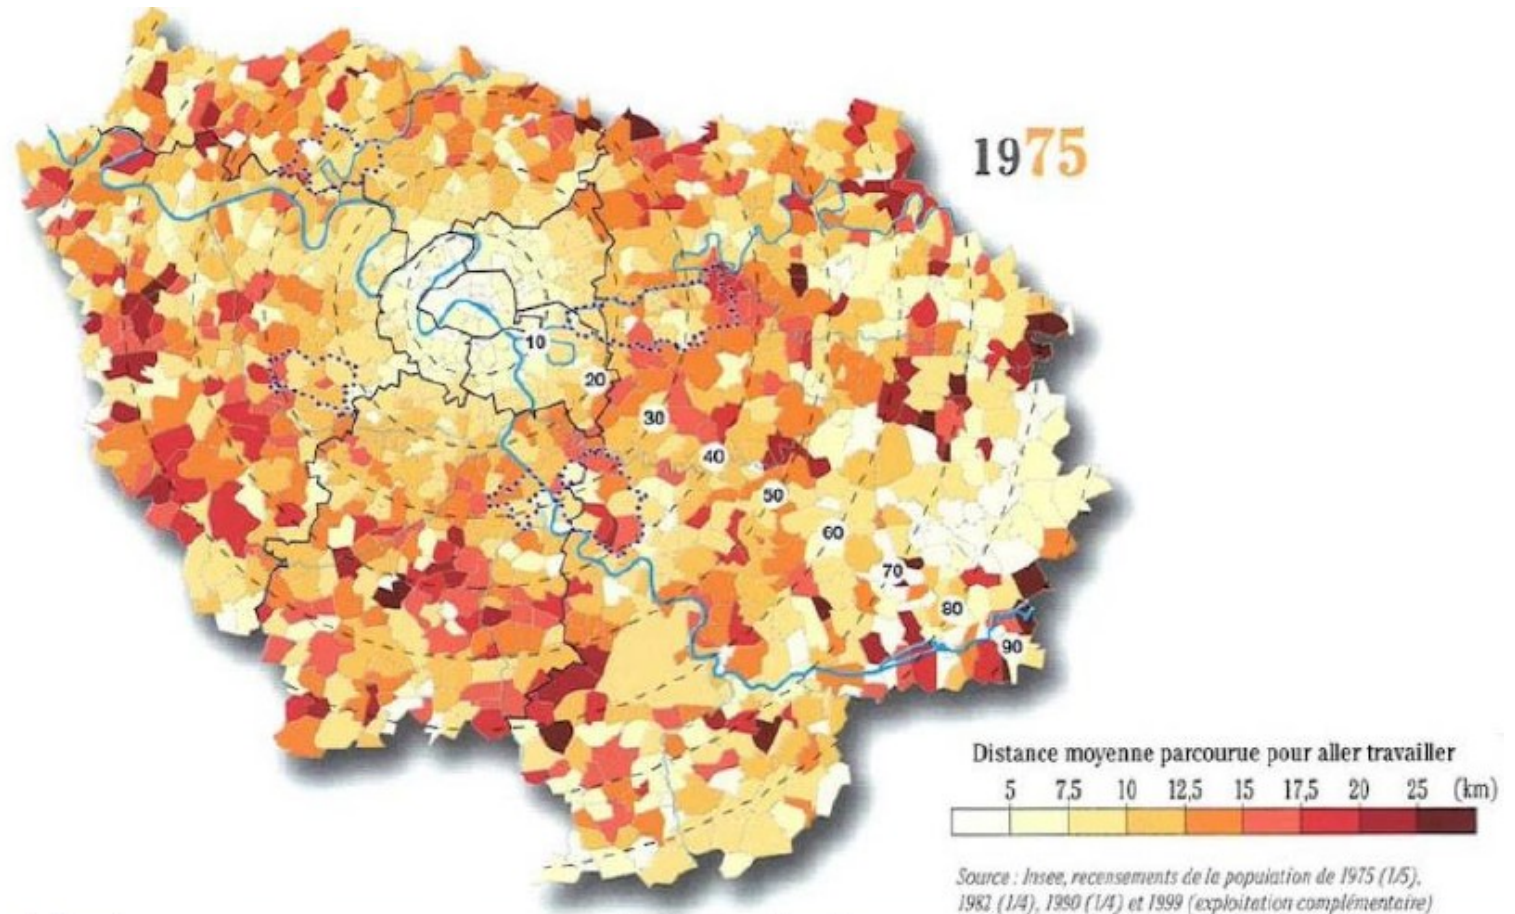 1975
10
20
30
40
50
60
70
80
90
Distance moyenne parcourue pour aller travailler
5 7,5 10 12,5 15 17,5 20 25 (km)
Source : Insee, recensements de la population de 1975 (1/5),
1982 (1/4), 1990 (1/4) et 1999 (exploitation complémentaire)